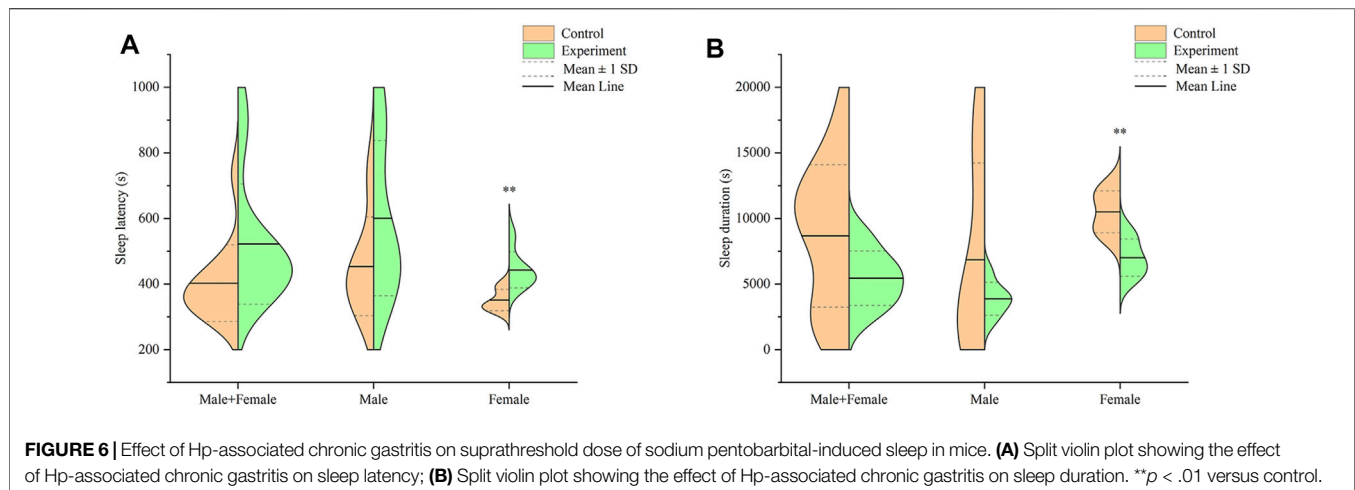 A
Control
Experiment
Mean ± 1 SD
Mean Line
Sleep latency (s)
1000
800
600
400
200
**
Male+Female
Male
Female
B
Control
Experiment
Mean ± 1 SD
Mean Line
Sleep duration (s)
20000
15000
10000
5000
0
**
Male+Female
Male
Female
FIGURE 6 | Effect of Hp-associated chronic gastritis on suprathreshold dose of sodium pentobarbital-induced sleep in mice. (A) Split violin plot showing the effect
of Hp-associated chronic gastritis on sleep latency; (B) Split violin plot showing the effect of Hp-associated chronic gastritis on sleep duration. **p < .01 versus control.